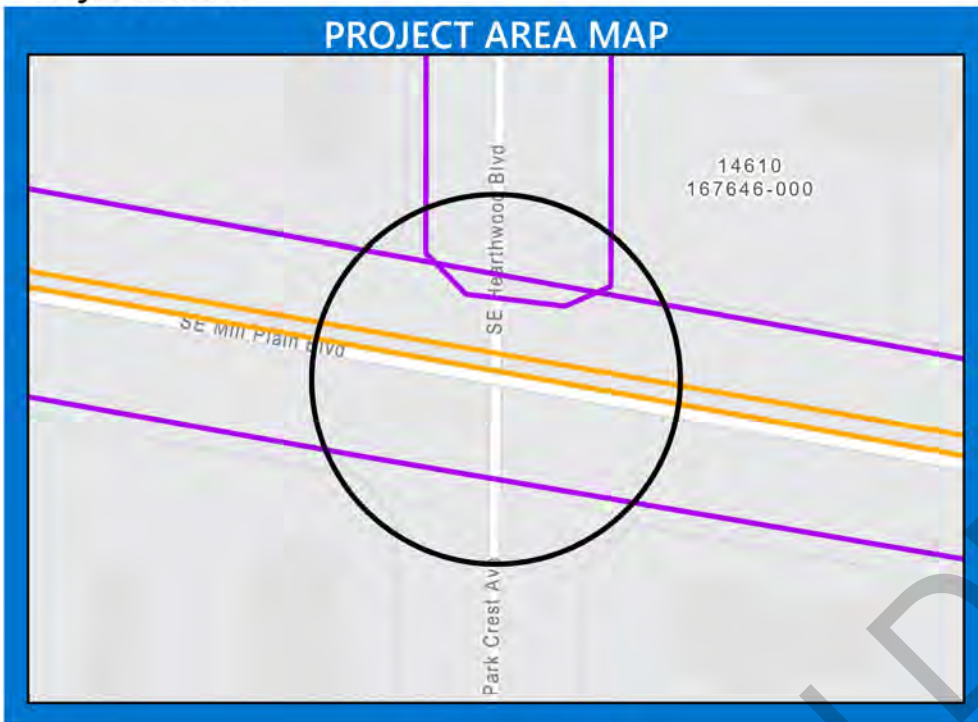 PROJECT AREA MAP
14610
167646-000
SE Hearthwood Blvd
SE Mill Plain Blvd
Park Crest Ave